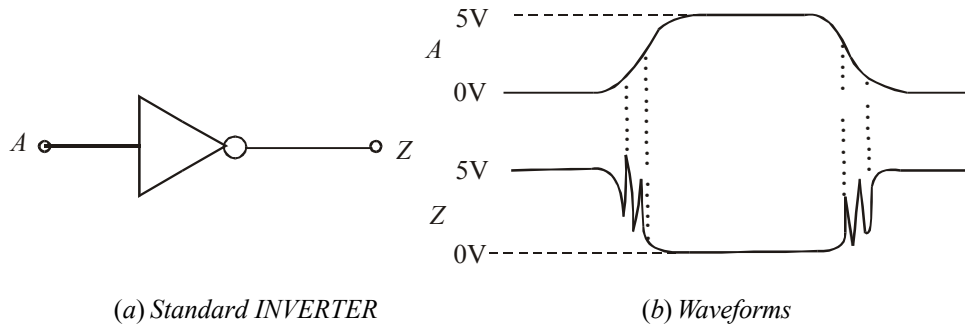 A
Z
5V
A
0V
5V
Z
0V
(a) Standard INVERTER
(b) Waveforms